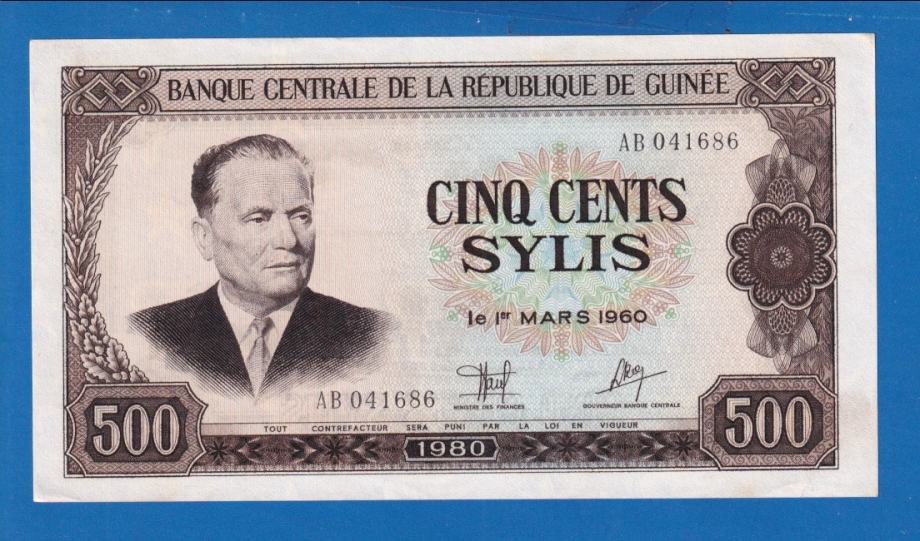 BANQUE CENTRALE DE LA RÉPUBLIQUE DE GUINÉE
AB 041686
CINQ CENTS
SYLIS
le 1er MARS 1960
AB 041686
MINISTRE DES FINANCES
GOUVERNEUR BANQUE CENTRALE
500
500
TOUT CONTREFACTEUR SERA PUNI PAR LA LOI EN VIGUEUR
1980